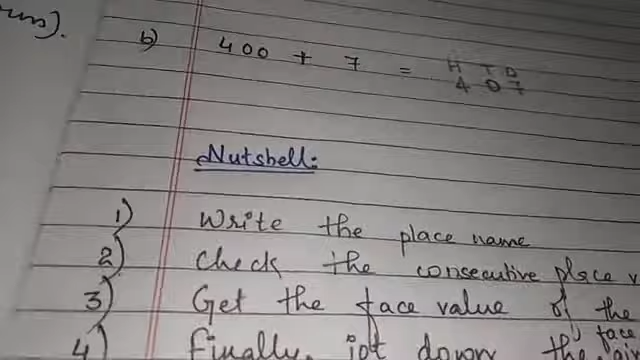 b) 400 + 7 = H T O
4 0 7
Nutshell:
1) Write the place name
2) Check the consecutive place
3) Get the face value of the
face
4) Finally, jot down the